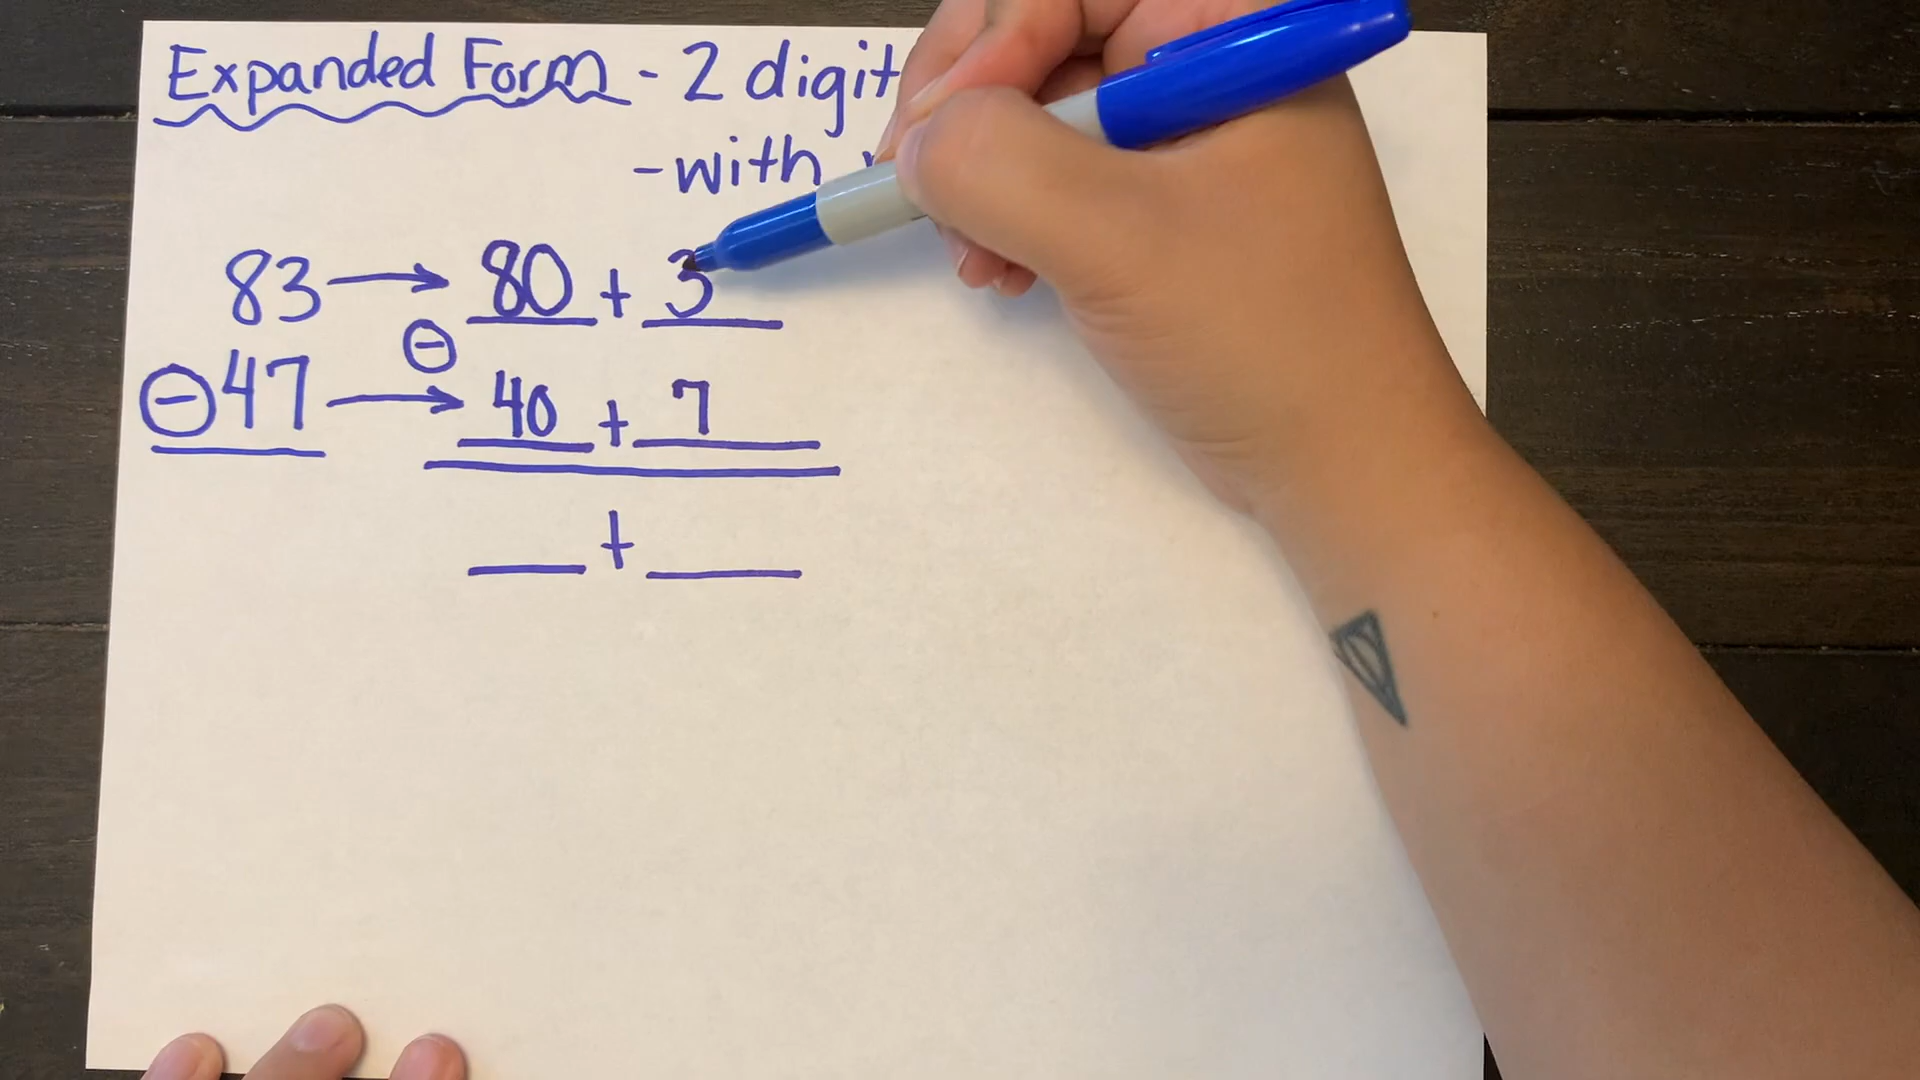 Expanded Form - 2 digit
- with
83 → 80 + 3
⊖
⊖47 → 40 + 7
+